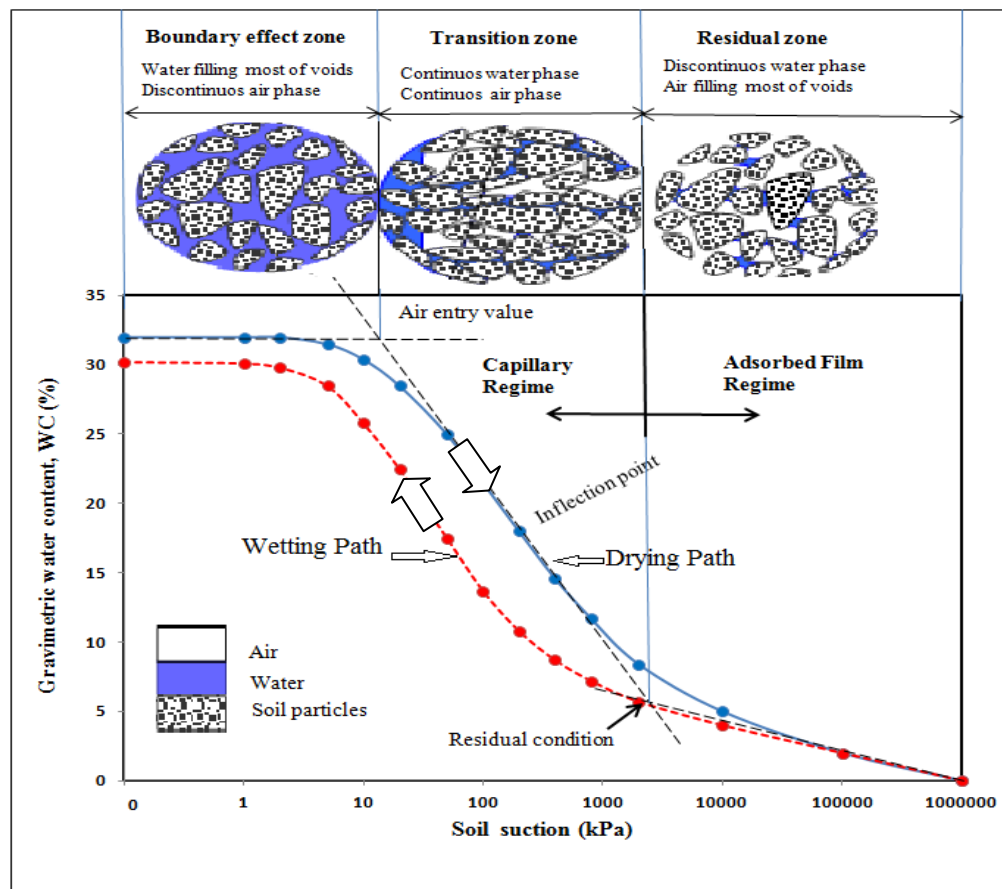 Boundary effect zone
Water filling most of voids
Discontinuos air phase
Transition zone
Continuos water phase
Continuos air phase
Residual zone
Discontinuos water phase
Air filling most of voids
Air entry value
Capillary
Regime
Adsorbed Film
Regime
Inflection point
Wetting Path
Drying Path
Air
Water
Soil particles
Residual condition
Gravimetric water content, WC (%)
35
30
25
20
15
10
5
0
0
1
10
100
1000
10000
100000
1000000
Soil suction (kPa)